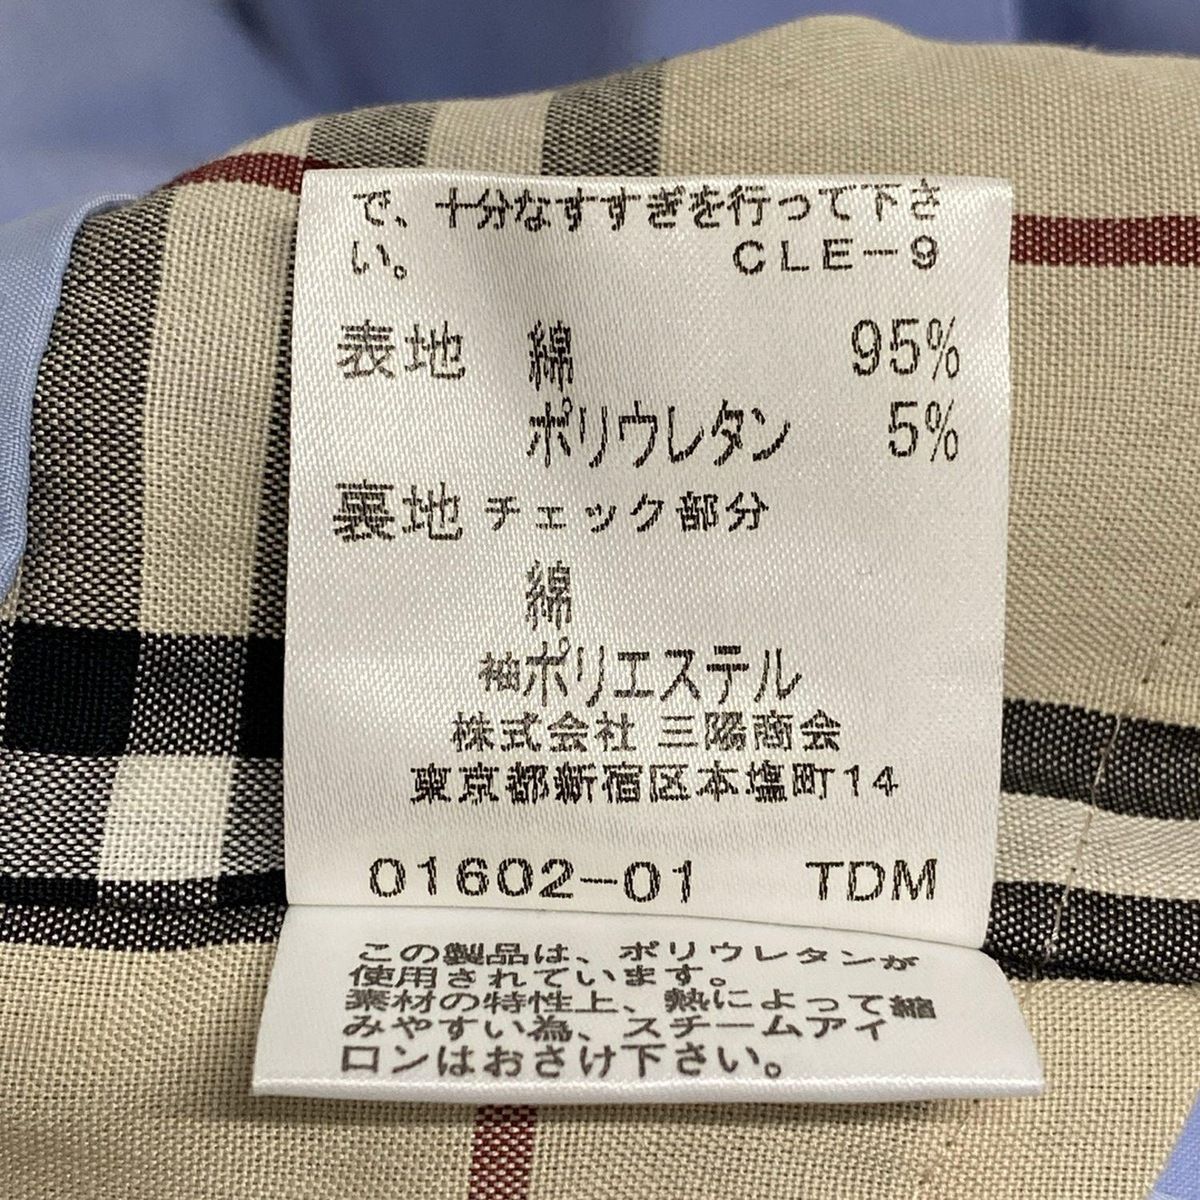 で、十分なすすぎを行って下さ
い。 CLE-9
表地 綿 95%
ポリウレタン 5%
裏地 チェック部分
綿
袖ポリエステル
株式会社 三陽商会
東京都新宿区本塩町14
01602-01 TDM
この製品は、ポリウレタンが
使用されています。
素材の特性上、熱によって縮
みやすい為、スチームアイ
ロンはおさけ下さい。